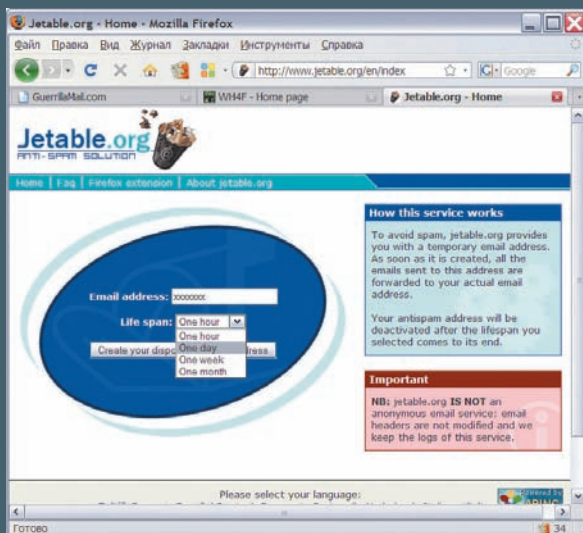 Jetable.org - Home - Mozilla Firefox
Файл Правка Вид Журнал Закладки Инструменты Справка
http://www.jetable.org/en/index
Google
GuerrillaMail.com
WH4F - Home page
Jetable.org - Home
Jetable.org
ANTI-SPAM SOLUTION
Home | Faq | Firefox extension | About jetable.org
Email address: xxxxxxx
Life span: One hour
One hour
One day
One week
One month
Create your dispo
ress
How this service works
To avoid spam, jetable.org provides
you with a temporary email address.
As soon as it is created, all the
emails sent to this address are
forwarded to your actual email
address.
Your antispam address will be
deactivated after the lifespan you
selected comes to its end.
Important
NB: jetable.org IS NOT an
anonymous email service: email
headers are not modified and we
keep the logs of this service.
Please select your language:
Powered by
Готово
34